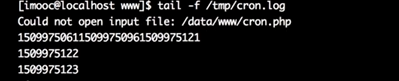 [imooc@localhost www]$ tail -f /tmp/cron.log
Could not open input file: /data/www/cron.php
150997506115099750961509975121
1509975122
1509975123